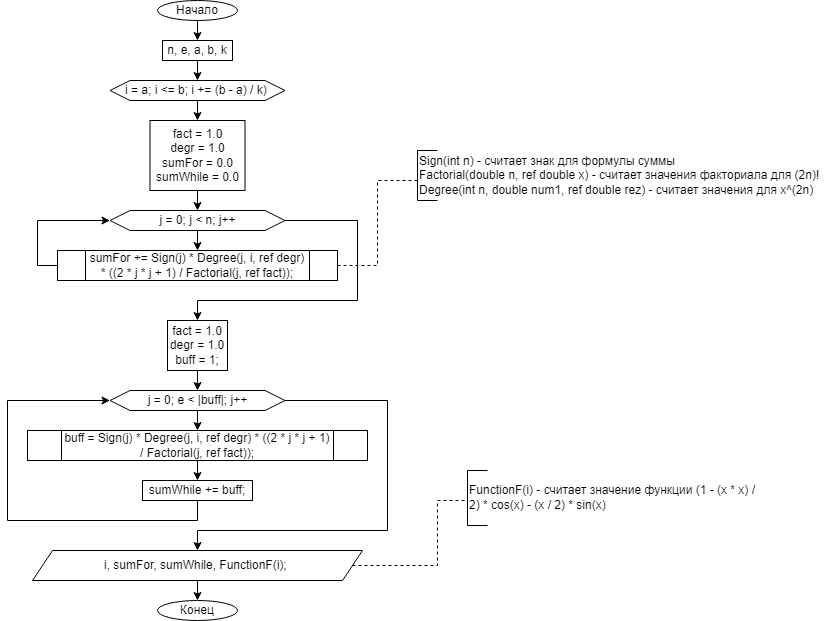 Начало
n, e, a, b, k
i = a; i <= b; i += (b - a) / k)
fact = 1.0
degr = 1.0
sumFor = 0.0
sumWhile = 0.0
Sign(int n) - считает знак для формулы суммы
Factorial(double n, ref double x) - считает значения факториала для (2n)!
Degree(int n, double num1, ref double rez) - считает значения для x^(2n)
j = 0; j < n; j++
sumFor += Sign(j) * Degree(j, i, ref degr)
* ((2 * j * j + 1) / Factorial(j, ref fact));
fact = 1.0
degr = 1.0
buff = 1;
j = 0; e < |buff|; j++
buff = Sign(j) * Degree(j, i, ref degr) * ((2 * j * j + 1)
/ Factorial(j, ref fact));
sumWhile += buff;
FunctionF(i) - считает значение функции (1 - (x * x) /
2) * cos(x) - (x / 2) * sin(x)
i, sumFor, sumWhile, FunctionF(i);
Конец